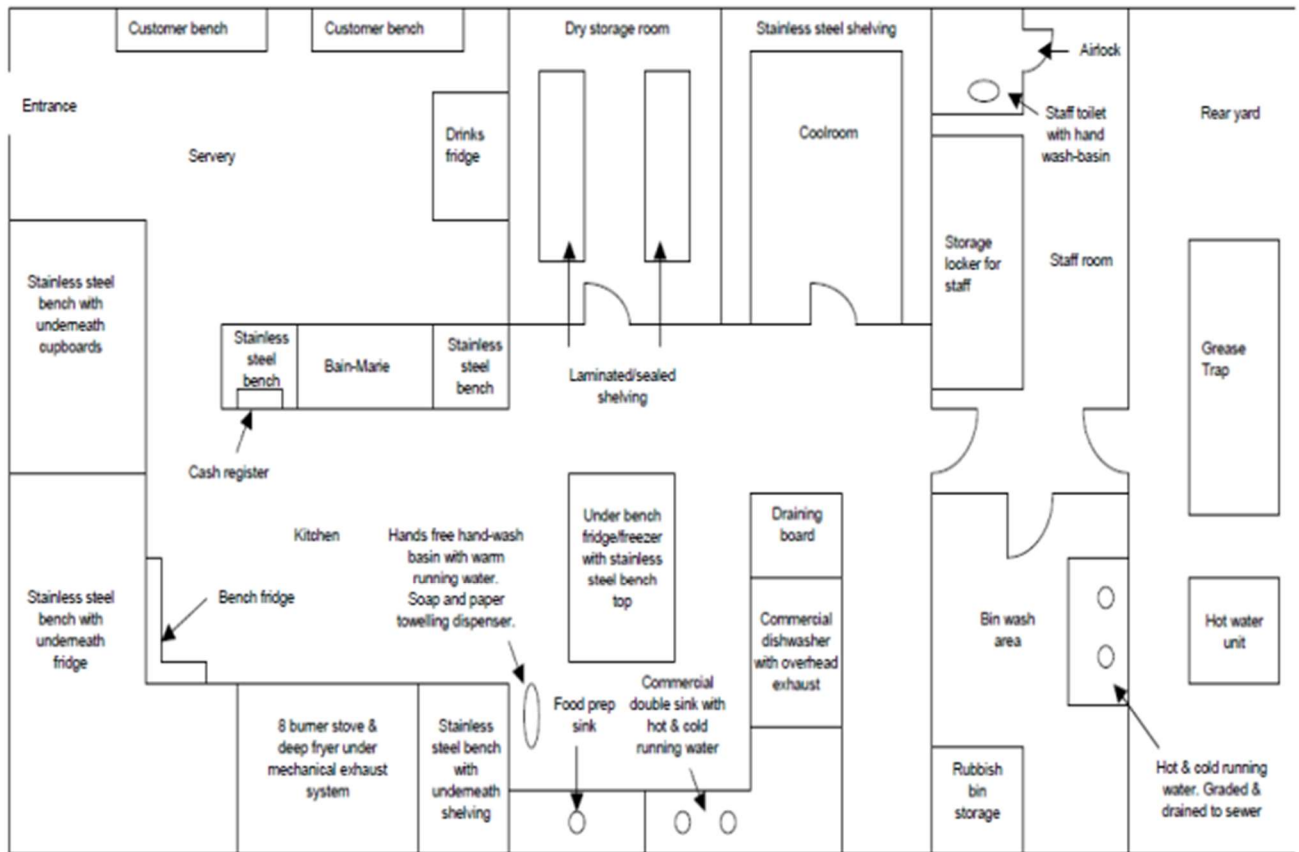 Customer bench
Customer bench
Dry storage room
Stainless steel shelving
Airlock
Entrance
Servery
Drinks
fridge
Coolroom
Staff toilet
with hand
wash-basin
Rear yard
Stainless steel
bench with
underneath
cupboards
Storage
locker for
staff
Staff room
Stainless
steel
bench
Bain-Marie
Stainless
steel
bench
Laminated/sealed
shelving
Grease
Trap
Cash register
Kitchen
Hands free hand-wash
basin with warm
running water.
Soap and paper
towelling dispenser.
Under bench
fridge/freezer
with stainless
steel bench
top
Draining
board
Stainless steel
bench with
underneath
fridge
Bench fridge
Commercial
dishwasher
with overhead
exhaust
Bin wash
area
Hot water
unit
8 burner stove &
deep fryer under
mechanical exhaust
system
Stainless
steel bench
with
underneath
shelving
Food prep
sink
Commercial
double sink with
hot & cold
running water
Rubbish
bin
storage
Hot & cold running
water. Graded &
drained to sewer